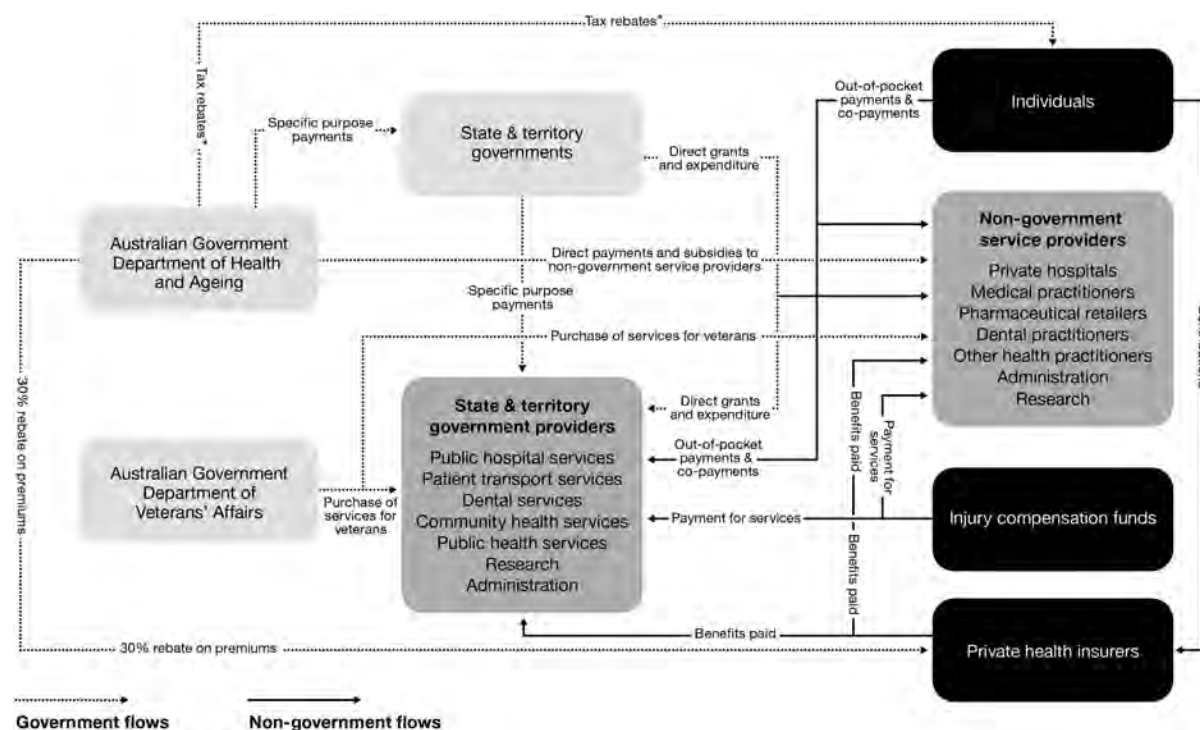 Tax rebates*
Tax rebates*
Specific purpose
payments
State & territory
governments
Direct grants
and expenditure
Out-of-pocket
payments &
co-payments
Individuals
Australian Government
Department of Health
and Ageing
Direct payments and subsidies to
non-government service providers
Specific purpose
payments
Purchase of services for veterans
Non-government
service providers
Private hospitals
Medical practitioners
Pharmaceutical retailers
Dental practitioners
Other health practitioners
Administration
Research
30% rebate on premiums
Australian Government
Department of
Veterans' Affairs
Purchase of
services for
veterans
State & territory
government providers
Public hospital services
Patient transport services
Dental services
Community health services
Public health services
Research
Administration
Direct grants
and expenditure
Out-of-pocket
payments &
co-payments
Payment for services
Benefits paid
Payment for
services
Benefits paid
Injury compensation funds
Benefits paid
30% rebate on premiums
Private health insurers
Government flows
Non-government flows